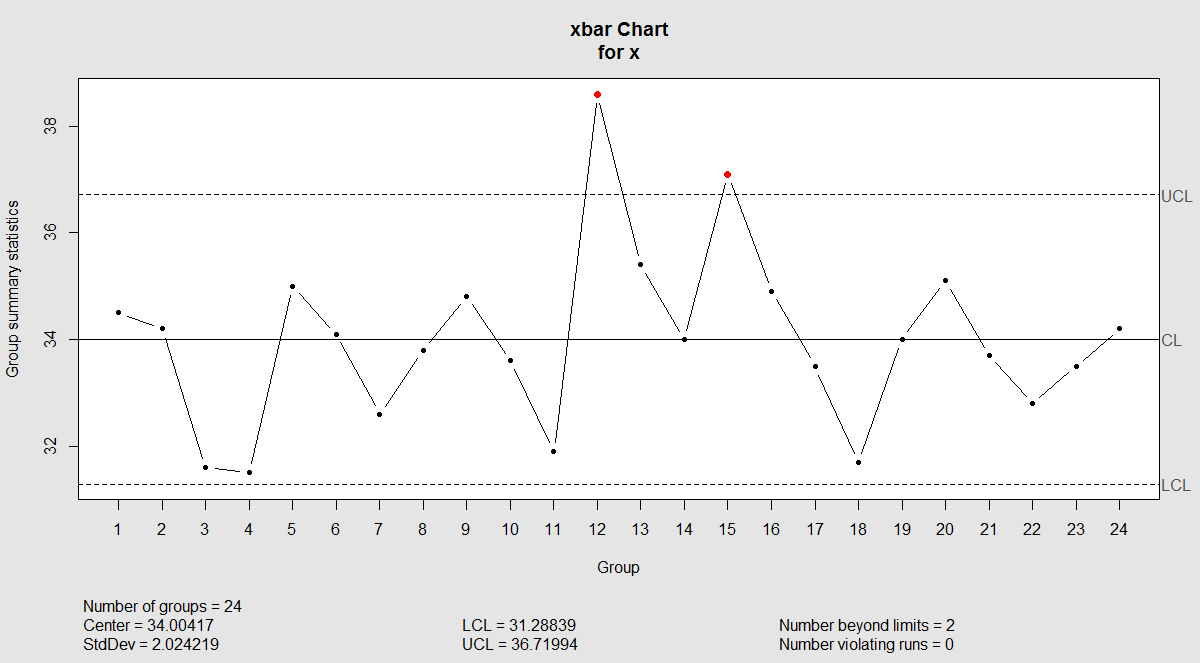 xbar Chart
for x
Group summary statistics
38
36
34
32
UCL
CL
LCL
1 2 3 4 5 6 7 8 9 10 11 12 13 14 15 16 17 18 19 20 21 22 23 24
Group
Number of groups = 24
Center = 34.00417 LCL = 31.28839 Number beyond limits = 2
StdDev = 2.024219 UCL = 36.71994 Number violating runs = 0